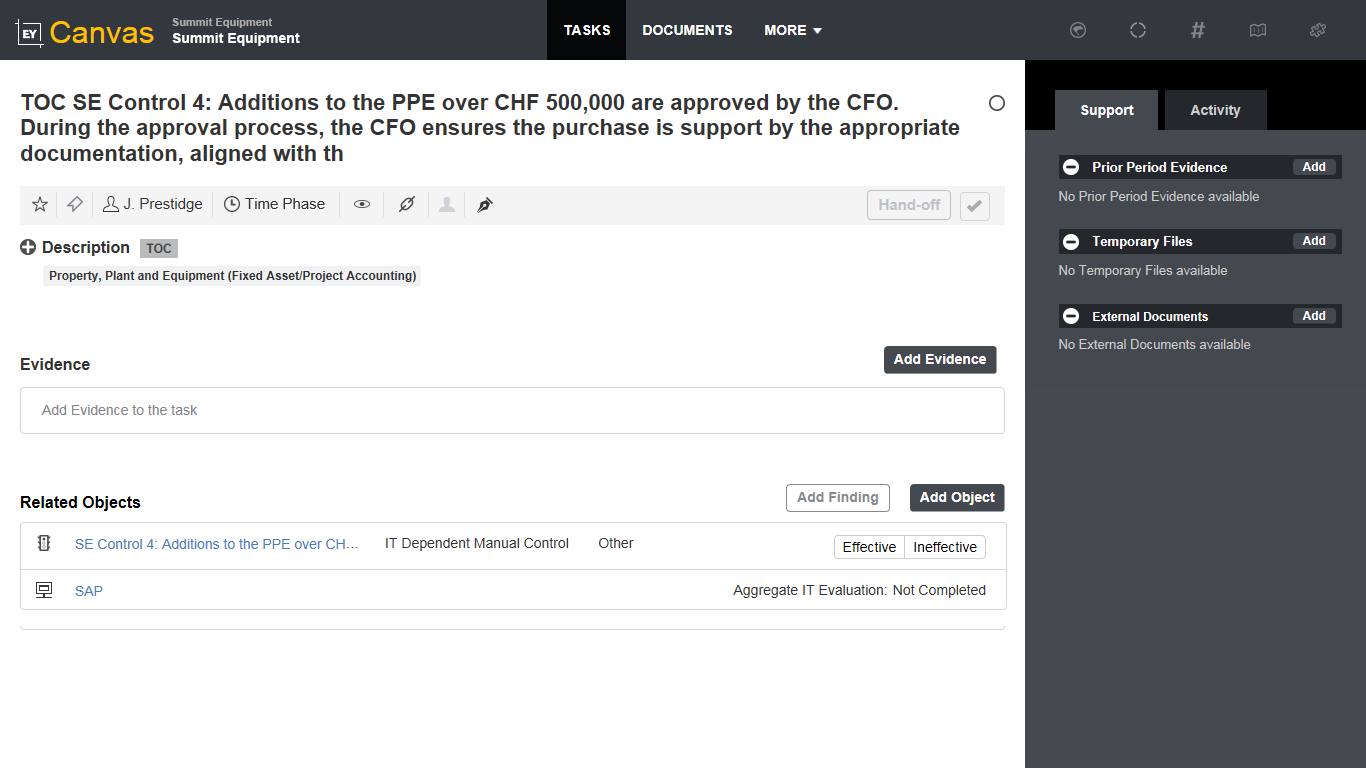 EY Canvas
Summit Equipment
Summit Equipment
TASKS DOCUMENTS MORE
#
TOC SE Control 4: Additions to the PPE over CHF 500,000 are approved by the CFO.
During the approval process, the CFO ensures the purchase is support by the appropriate
documentation, aligned with th
J. Prestidge Time Phase Hand-off
Description TOC
Property, Plant and Equipment (Fixed Asset/Project Accounting)
Evidence Add Evidence
Add Evidence to the task
Related Objects Add Finding Add Object
SE Control 4: Additions to the PPE over CH... IT Dependent Manual Control Other Effective Ineffective
SAP Aggregate IT Evaluation: Not Completed
Support Activity
Prior Period Evidence Add
No Prior Period Evidence available
Temporary Files Add
No Temporary Files available
External Documents Add
No External Documents available